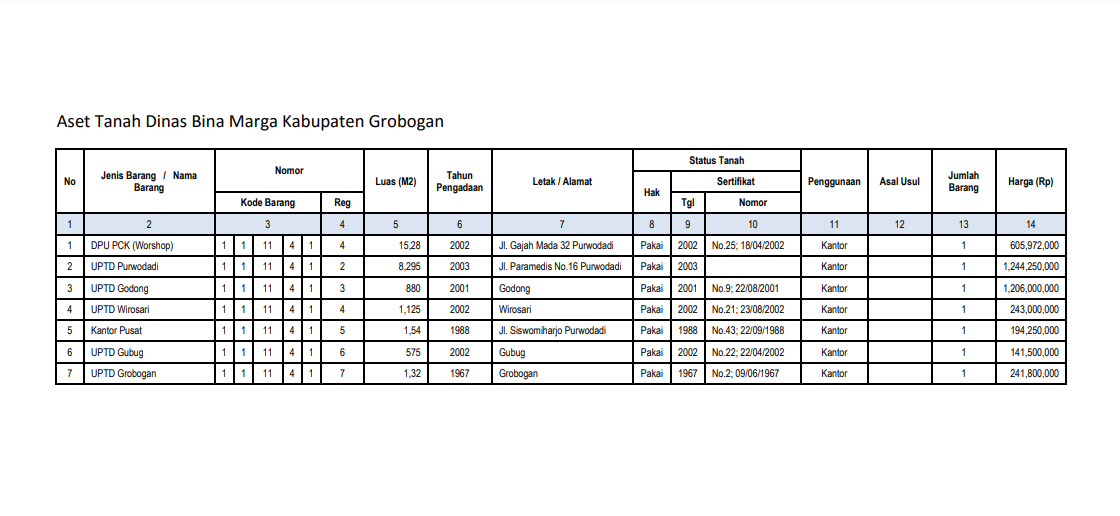 Aset Tanah Dinas Bina Marga Kabupaten Grobogan
No Jenis Barang / Nama Barang Nomor Luas (M2) Tahun Pengadaan Letak / Alamat Status Tanah Penggunaan Asal Usul Jumlah Barang Harga (Rp)
Hak Sertifikat
Kode Barang Reg Tgl Nomor
1 2 3 4 5 6 7 8 9 10 11 12 13 14
1 DPU PCK (Worshop) 1 1 11 4 1 4 15,28 2002 Jl. Gajah Mada 32 Purwodadi Pakai 2002 No.25; 18/04/2002 Kantor 1 605,972,000
2 UPTD Purwodadi 1 1 11 4 1 2 8,295 2003 Jl. Paramedis No.16 Purwodadi Pakai 2003 Kantor 1 1,244,250,000
3 UPTD Godong 1 1 11 4 1 3 880 2001 Godong Pakai 2001 No.9; 22/08/2001 Kantor 1 1,206,000,000
4 UPTD Wirosari 1 1 11 4 1 4 1,125 2002 Wirosari Pakai 2002 No.21; 23/08/2002 Kantor 1 243,000,000
5 Kantor Pusat 1 1 11 4 1 5 1,54 1988 Jl. Siswomiharjo Purwodadi Pakai 1988 No.43; 22/09/1988 Kantor 1 194,250,000
6 UPTD Gubug 1 1 11 4 1 6 575 2002 Gubug Pakai 2002 No.22; 22/04/2002 Kantor 1 141,500,000
7 UPTD Grobogan 1 1 11 4 1 7 1,32 1967 Grobogan Pakai 1967 No.2; 09/06/1967 Kantor 1 241,800,000